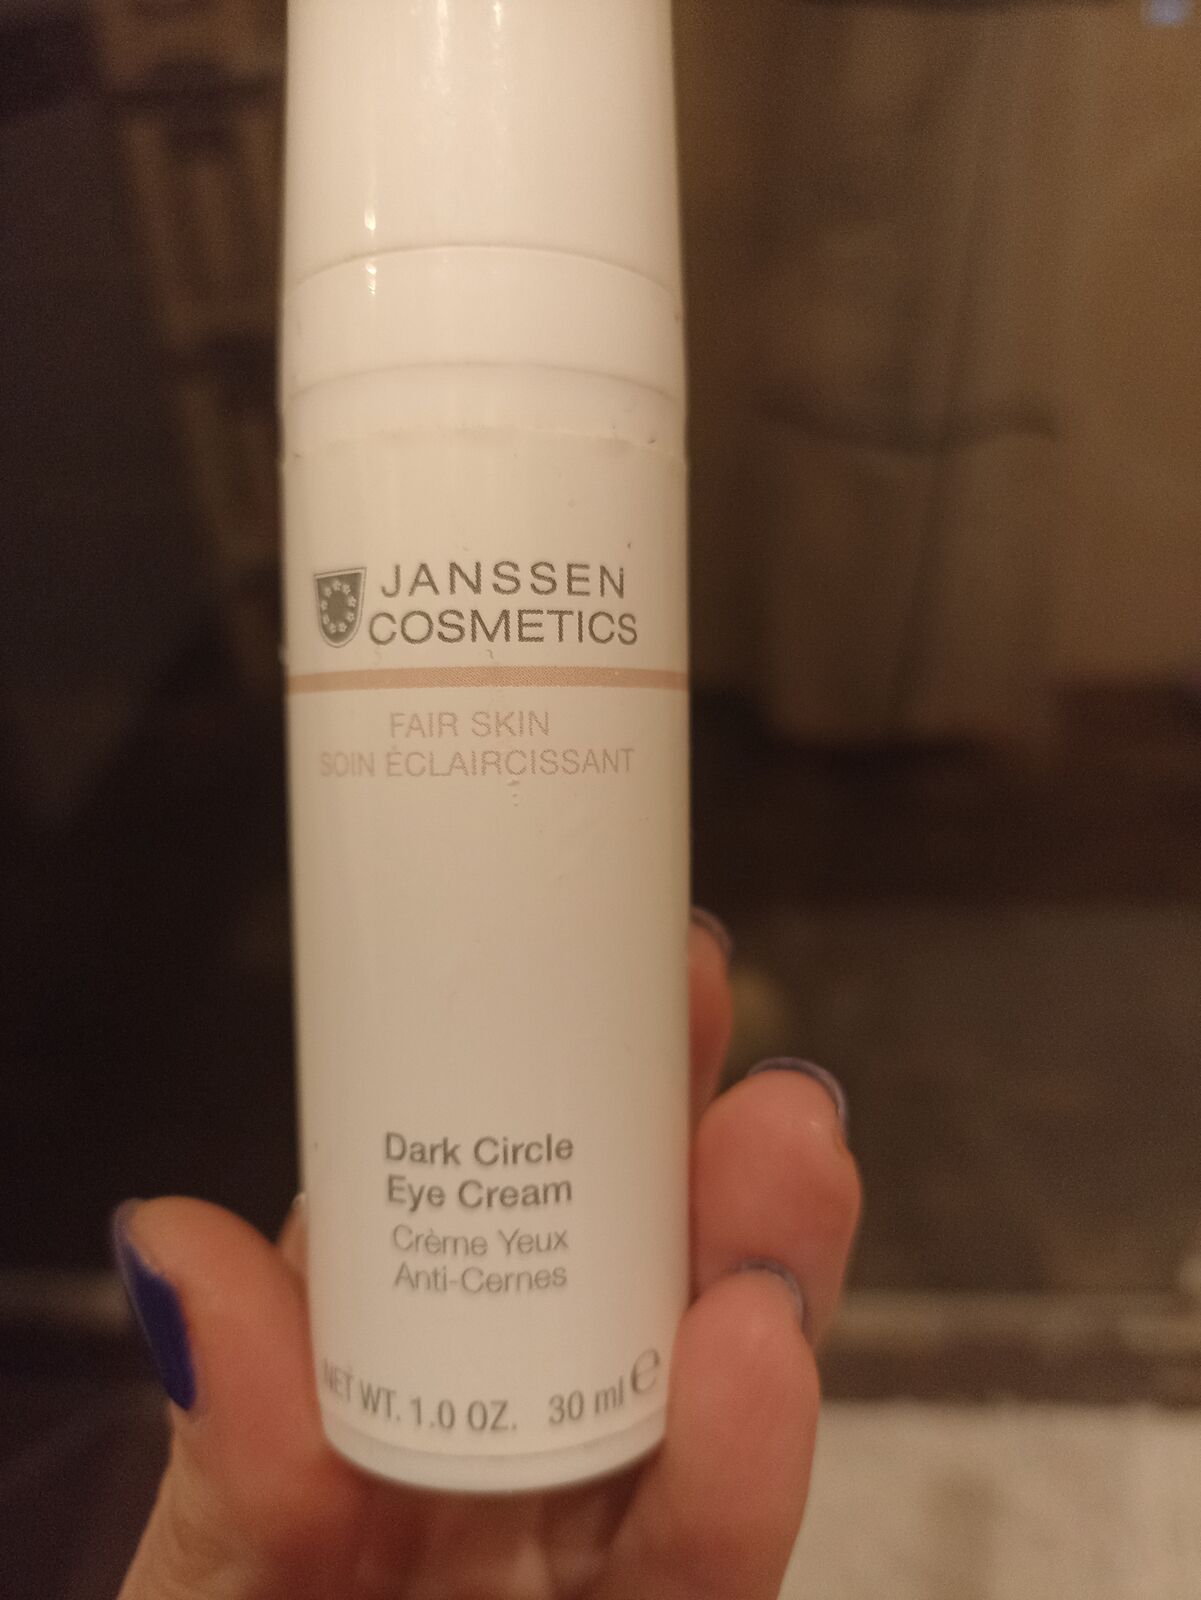 JANSSEN
COSMETICS
FAIR SKIN
SOIN ÉCLAIRCISSANT
Dark Circle
Eye Cream
Crème Yeux
Anti-Cernes
NET WT. 1.0 OZ. 30 ml ℮